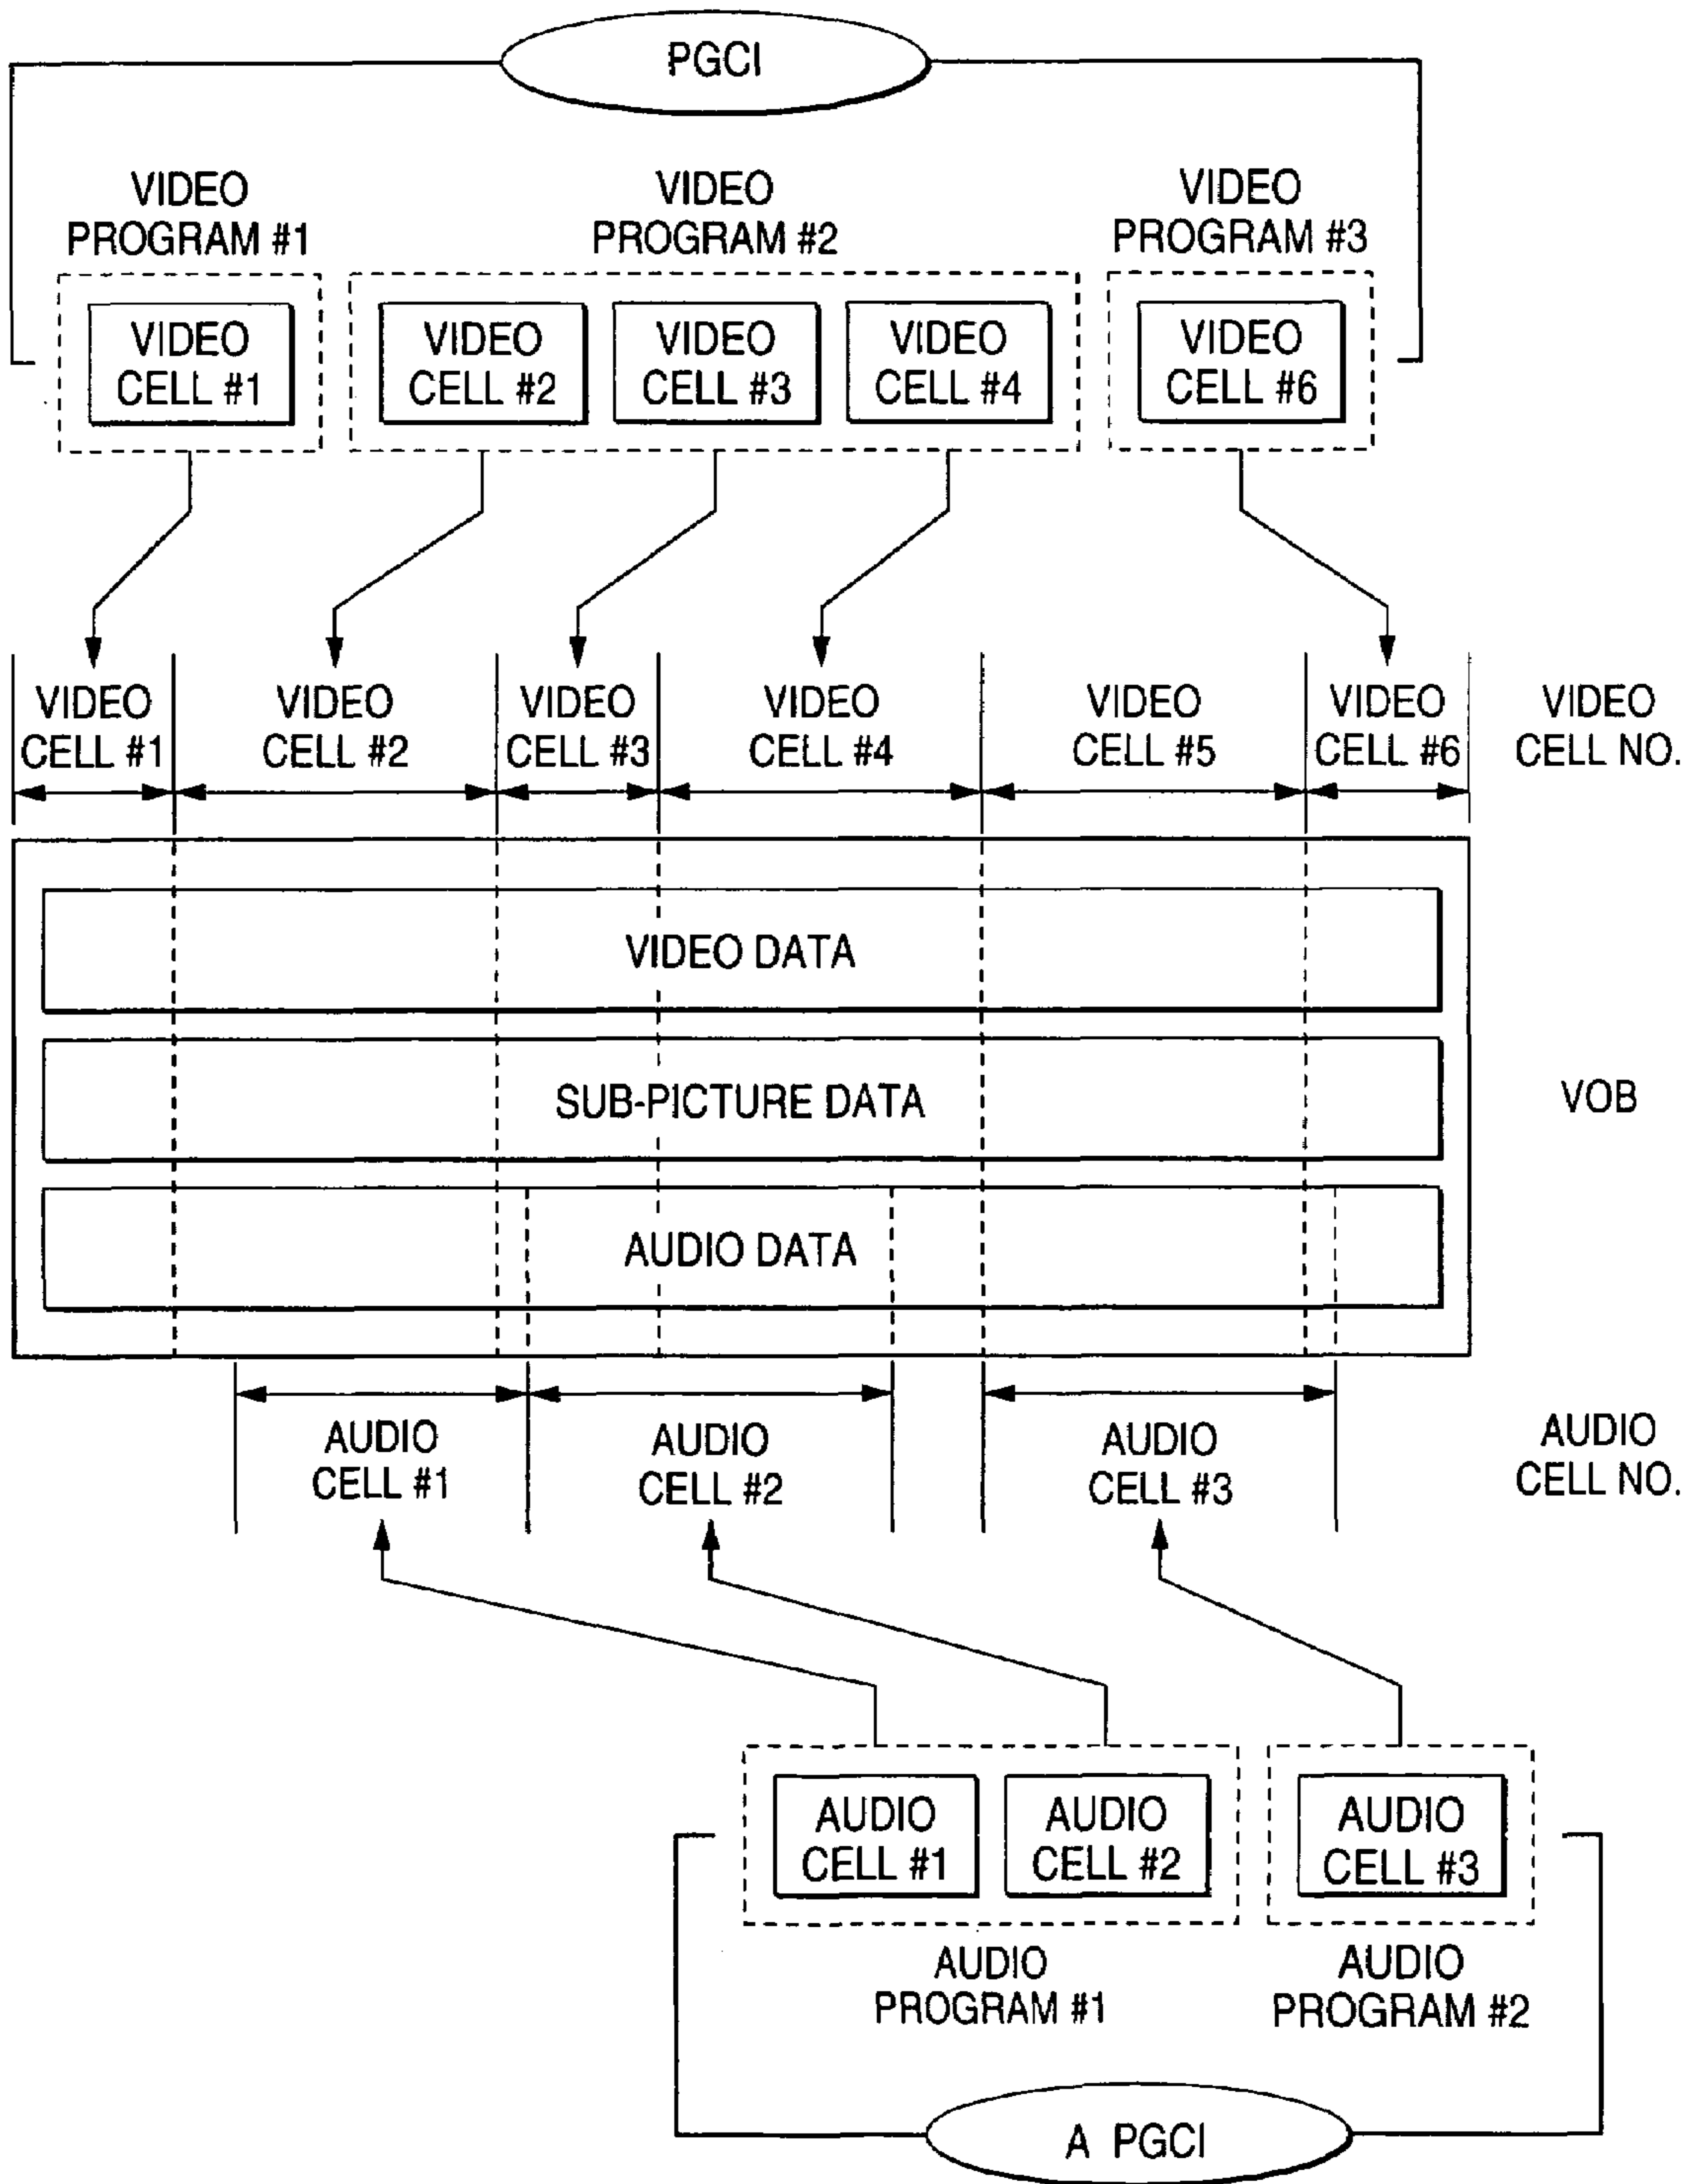 PGCI
VIDEO PROGRAM #1
VIDEO PROGRAM #2
VIDEO PROGRAM #3
VIDEO CELL #1
VIDEO CELL #2
VIDEO CELL #3
VIDEO CELL #4
VIDEO CELL #6
VIDEO CELL #1
VIDEO CELL #2
VIDEO CELL #3
VIDEO CELL #4
VIDEO CELL #5
VIDEO CELL #6
VIDEO CELL NO.
VIDEO DATA
SUB-PICTURE DATA
VOB
AUDIO DATA
AUDIO CELL #1
AUDIO CELL #2
AUDIO CELL #3
AUDIO CELL NO.
AUDIO CELL #1
AUDIO CELL #2
AUDIO CELL #3
AUDIO PROGRAM #1
AUDIO PROGRAM #2
A PGCI